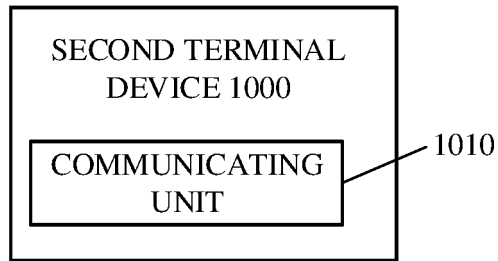 SECOND TERMINAL
DEVICE 1000
COMMUNICATING
UNIT
1010